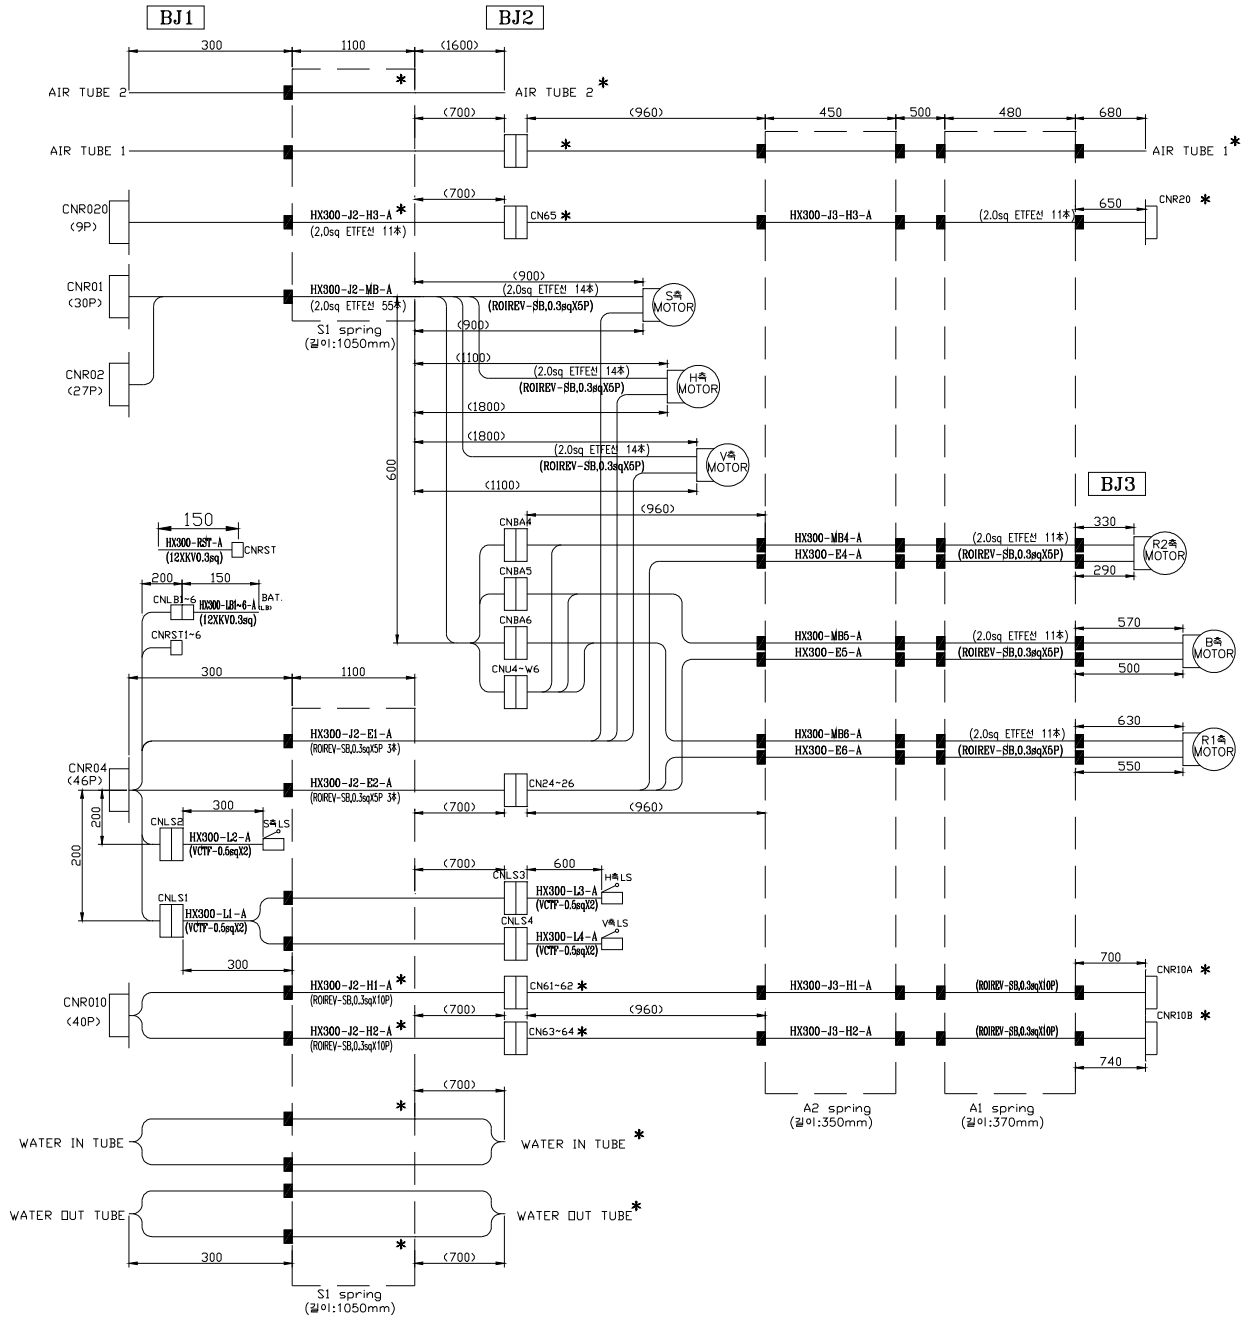 BJ1
BJ2
300
1100
(1600)
AIR TUBE 2
*
AIR TUBE 2 *
(700)
(960)
450
500
480
680
AIR TUBE 1
*
AIR TUBE 1 *
CNR020
(9P)
HX300-J2-H3-A *
(2,0sq ETFE선 11本)
(700)
CN65 *
HX300-J3-H3-A
(2.0sq ETFE선 11本)
650
CNR20 *
CNR01
(30P)
HX300-J2-MB-A
(2,0sq ETFE선 55本)
S1 spring
(길이:1050mm)
(900)
(2.0sq ETFE선 14本)
(ROIREV-SB,0.3sqX5P)
(900)
S축
MOTOR
CNR02
(27P)
(1100)
(2.0sq ETFE선 14本)
(ROIREV-SB,0.3sqX5P)
(1800)
H축
MOTOR
(1800)
(2.0sq ETFE선 14本)
(ROIREV-SB,0.3sqX5P)
(1100)
V축
MOTOR
600
BJ3
150
HX300-RST-A
(12XKV0.3sq)
CNRST
200
150
CNLB1~6
HX300-LB1~6-A
(12XKV0.3sq)
BAT.
(LB)
CNRST1~6
CNBA4
(960)
HX300-MB4-A
HX300-E4-A
(2.0sq ETFE선 11本)
(ROIREV-SB,0.3sqX5P)
330
290
R2축
MOTOR
CNBA5
CNBA6
HX300-MB5-A
HX300-E5-A
(2.0sq ETFE선 11本)
(ROIREV-SB,0.3sqX5P)
570
500
B축
MOTOR
CNU4~W6
300
1100
HX300-J2-E1-A
(ROIREV-SB,0.3sqX5P 3本)
HX300-MB6-A
HX300-E6-A
(2.0sq ETFE선 11本)
(ROIREV-SB,0.3sqX5P)
630
550
R1축
MOTOR
CNR04
(46P)
HX300-J2-E2-A
(ROIREV-SB,0.3sqX5P 3本)
CN24~26
(700)
(960)
200
200
CNLS2
300
HX300-L2-A
(VCTF-0.5sqX2)
S축LS
CNLS1
HX300-L1-A
(VCTF-0.5sqX2)
300
(700)
CNLS3
600
HX300-L3-A
(VCTF-0.5sqX2)
H축LS
CNLS4
HX300-L4-A
(VCTF-0.5sqX2)
V축LS
CNR010
(40P)
HX300-J2-H1-A *
(ROIREV-SB,0.3sqX10P)
CN61~62 *
HX300-J3-H1-A
(ROIREV-SB,0.3sqX10P)
700
CNR10A *
HX300-J2-H2-A *
(ROIREV-SB,0.3sqX10P)
(700)
CN63~64 *
(960)
HX300-J3-H2-A
(ROIREV-SB,0.3sqX10P)
CNR10B *
740
A2 spring
(길이:350mm)
A1 spring
(길이:370mm)
(700)
*
WATER IN TUBE
WATER IN TUBE *
WATER OUT TUBE
WATER OUT TUBE *
*
300
(700)
S1 spring
(길이:1050mm)